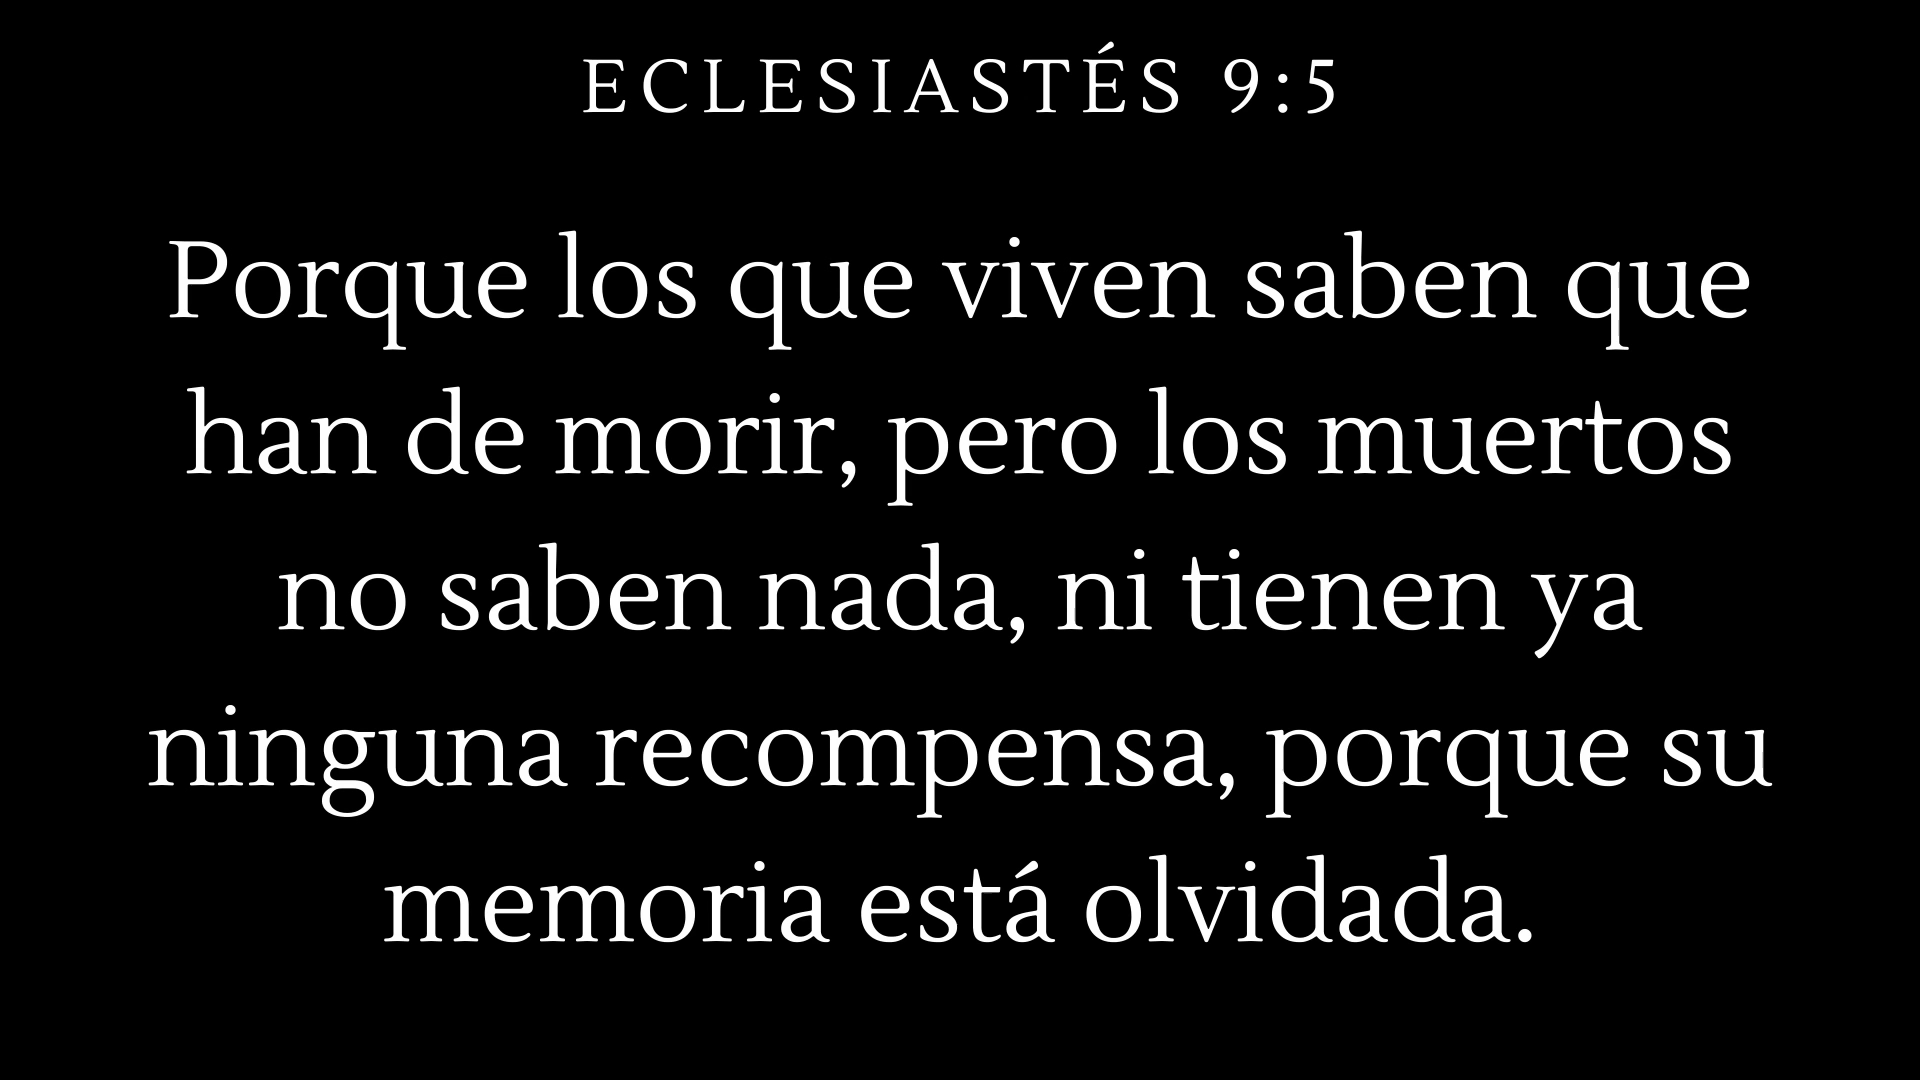 ECLESIASTÉS 9:5
Porque los que viven saben que
han de morir, pero los muertos
no saben nada, ni tienen ya
ninguna recompensa, porque su
memoria está olvidada.